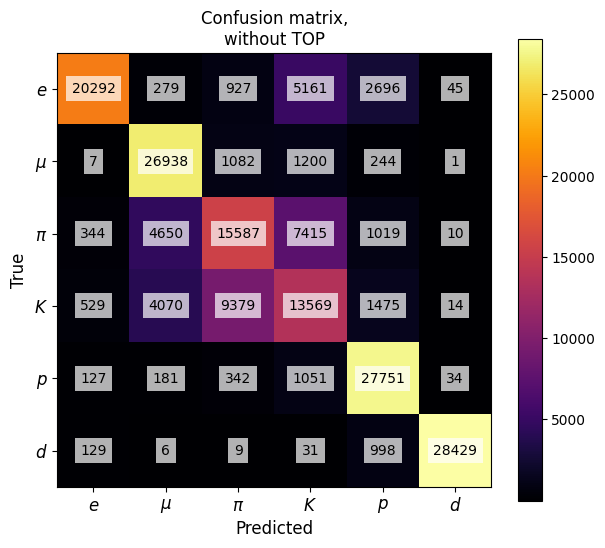 Confusion matrix,
without TOP
True
e 20292 279 927 5161 2696 45
μ 7 26938 1082 1200 244 1
π 344 4650 15587 7415 1019 10
K 529 4070 9379 13569 1475 14
p 127 181 342 1051 27751 34
d 129 6 9 31 998 28429
e μ π K p d
Predicted
25000
20000
15000
10000
5000